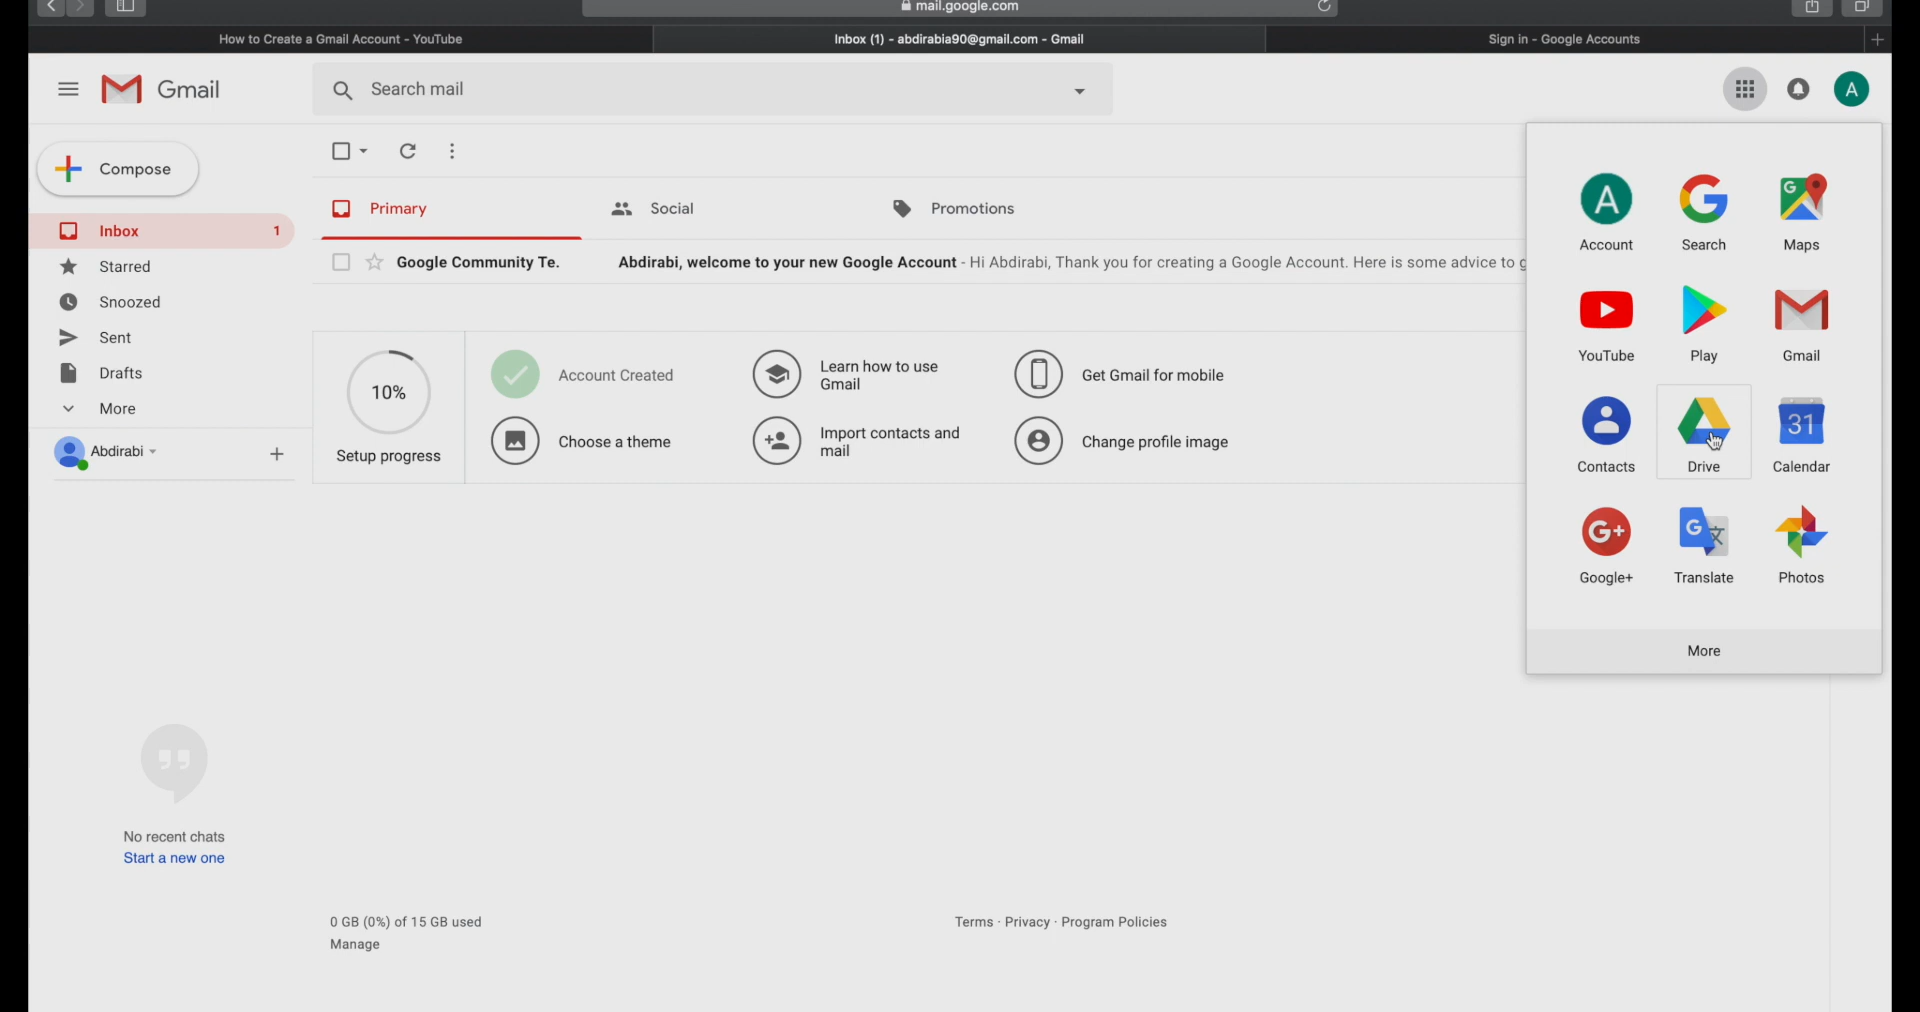 mail.google.com
How to Create a Gmail Account - YouTube
Inbox (1) - abdirabia90@gmail.com - Gmail
Sign in - Google Accounts
Gmail
Search mail
A
Compose
Inbox 1
Starred
Snoozed
Sent
Drafts
More
Abdirabi
Primary
Social
Promotions
Google Community Te. Abdirabi, welcome to your new Google Account - Hi Abdirabi, Thank you for creating a Google Account. Here is some advice to g
10%
Setup progress
Account Created
Learn how to use
Gmail
Get Gmail for mobile
Choose a theme
Import contacts and
mail
Change profile image
A G G
Account Search Maps
YouTube Play Gmail
31
Contacts Drive Calendar
G+ G 文
Google+ Translate Photos
More
No recent chats
Start a new one
0 GB (0%) of 15 GB used
Manage
Terms · Privacy · Program Policies